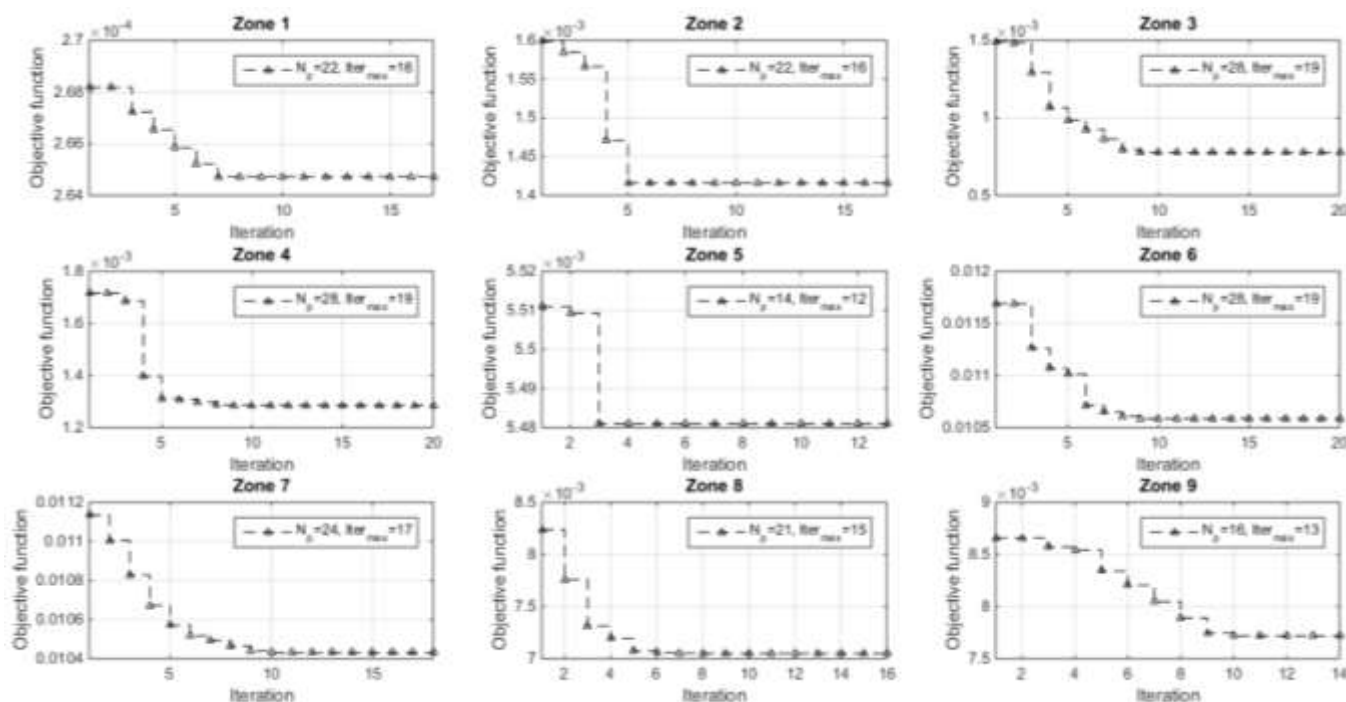 Zone 1
×10⁻⁴
2.7
2.68
2.66
2.64
Objective function
N_p=22, Iter_max=16
5 10 15
Iteration
Zone 2
×10⁻³
1.6
1.55
1.5
1.45
1.4
Objective function
N_p=22, Iter_max=16
5 10 15
Iteration
Zone 3
×10⁻³
1.5
1
0.5
Objective function
N_p=28, Iter_max=19
5 10 15 20
Iteration
Zone 4
×10⁻³
1.8
1.6
1.4
1.2
Objective function
N_p=28, Iter_max=19
5 10 15 20
Iteration
Zone 5
×10⁻³
5.52
5.51
5.5
5.49
5.48
Objective function
N_p=14, Iter_max=12
2 4 6 8 10 12
Iteration
Zone 6
0.012
0.0115
0.011
0.0105
Objective function
N_p=28, Iter_max=19
5 10 15 20
Iteration
Zone 7
0.0112
0.011
0.0108
0.0106
0.0104
Objective function
N_p=24, Iter_max=17
5 10 15
Iteration
Zone 8
×10⁻³
8.5
8
7.5
7
Objective function
N_p=21, Iter_max=15
2 4 6 8 10 12 14 16
Iteration
Zone 9
×10⁻³
9
8.5
8
7.5
Objective function
N_p=16, Iter_max=13
2 4 6 8 10 12 14
Iteration